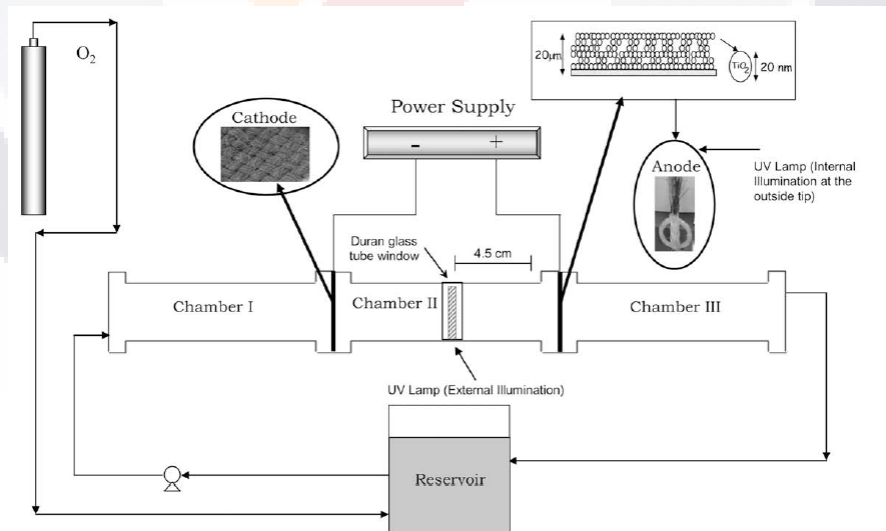 O2
20μm
TiO2
20 nm
Power Supply
- +
Cathode
Anode
UV Lamp (Internal
Illumination at the
outside tip)
Duran glass
tube window
4.5 cm
Chamber I
Chamber II
Chamber III
UV Lamp (External Illumination)
Reservoir